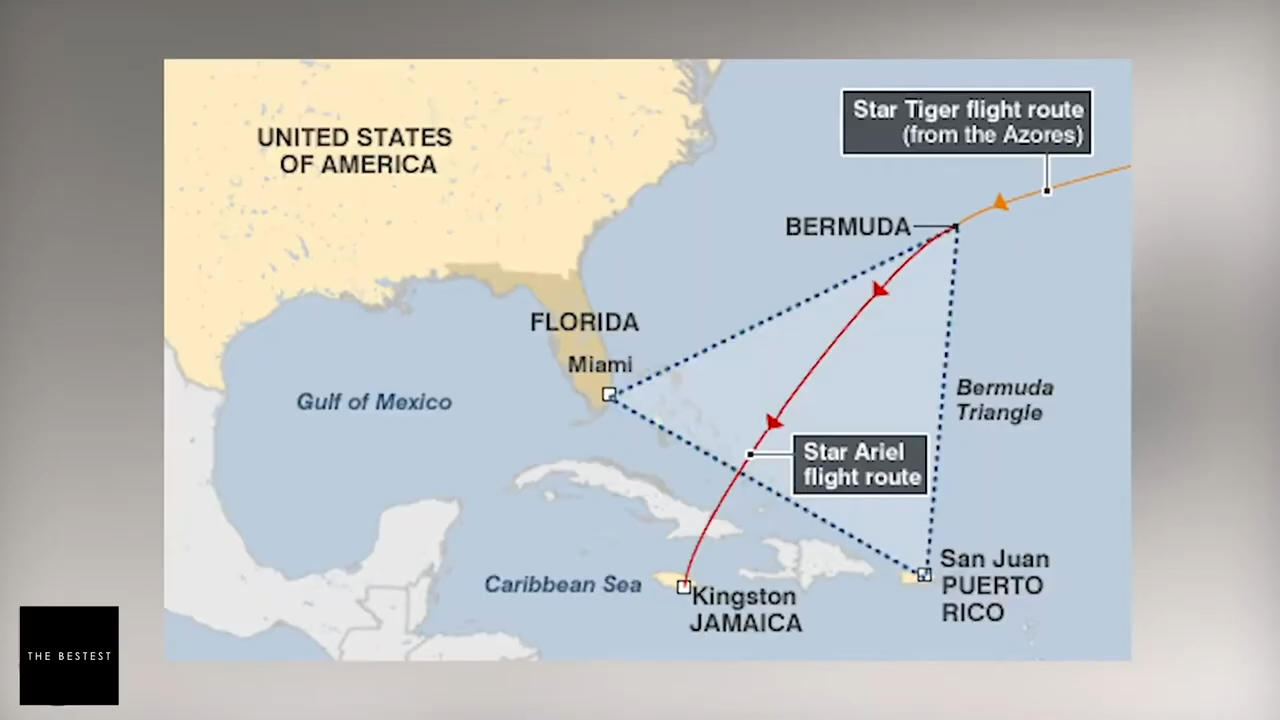 UNITED STATES
OF AMERICA
Star Tiger flight route
(from the Azores)
BERMUDA
FLORIDA
Miami
Gulf of Mexico
Bermuda
Triangle
Star Ariel
flight route
Caribbean Sea
San Juan
PUERTO
RICO
Kingston
JAMAICA
THE BESTEST